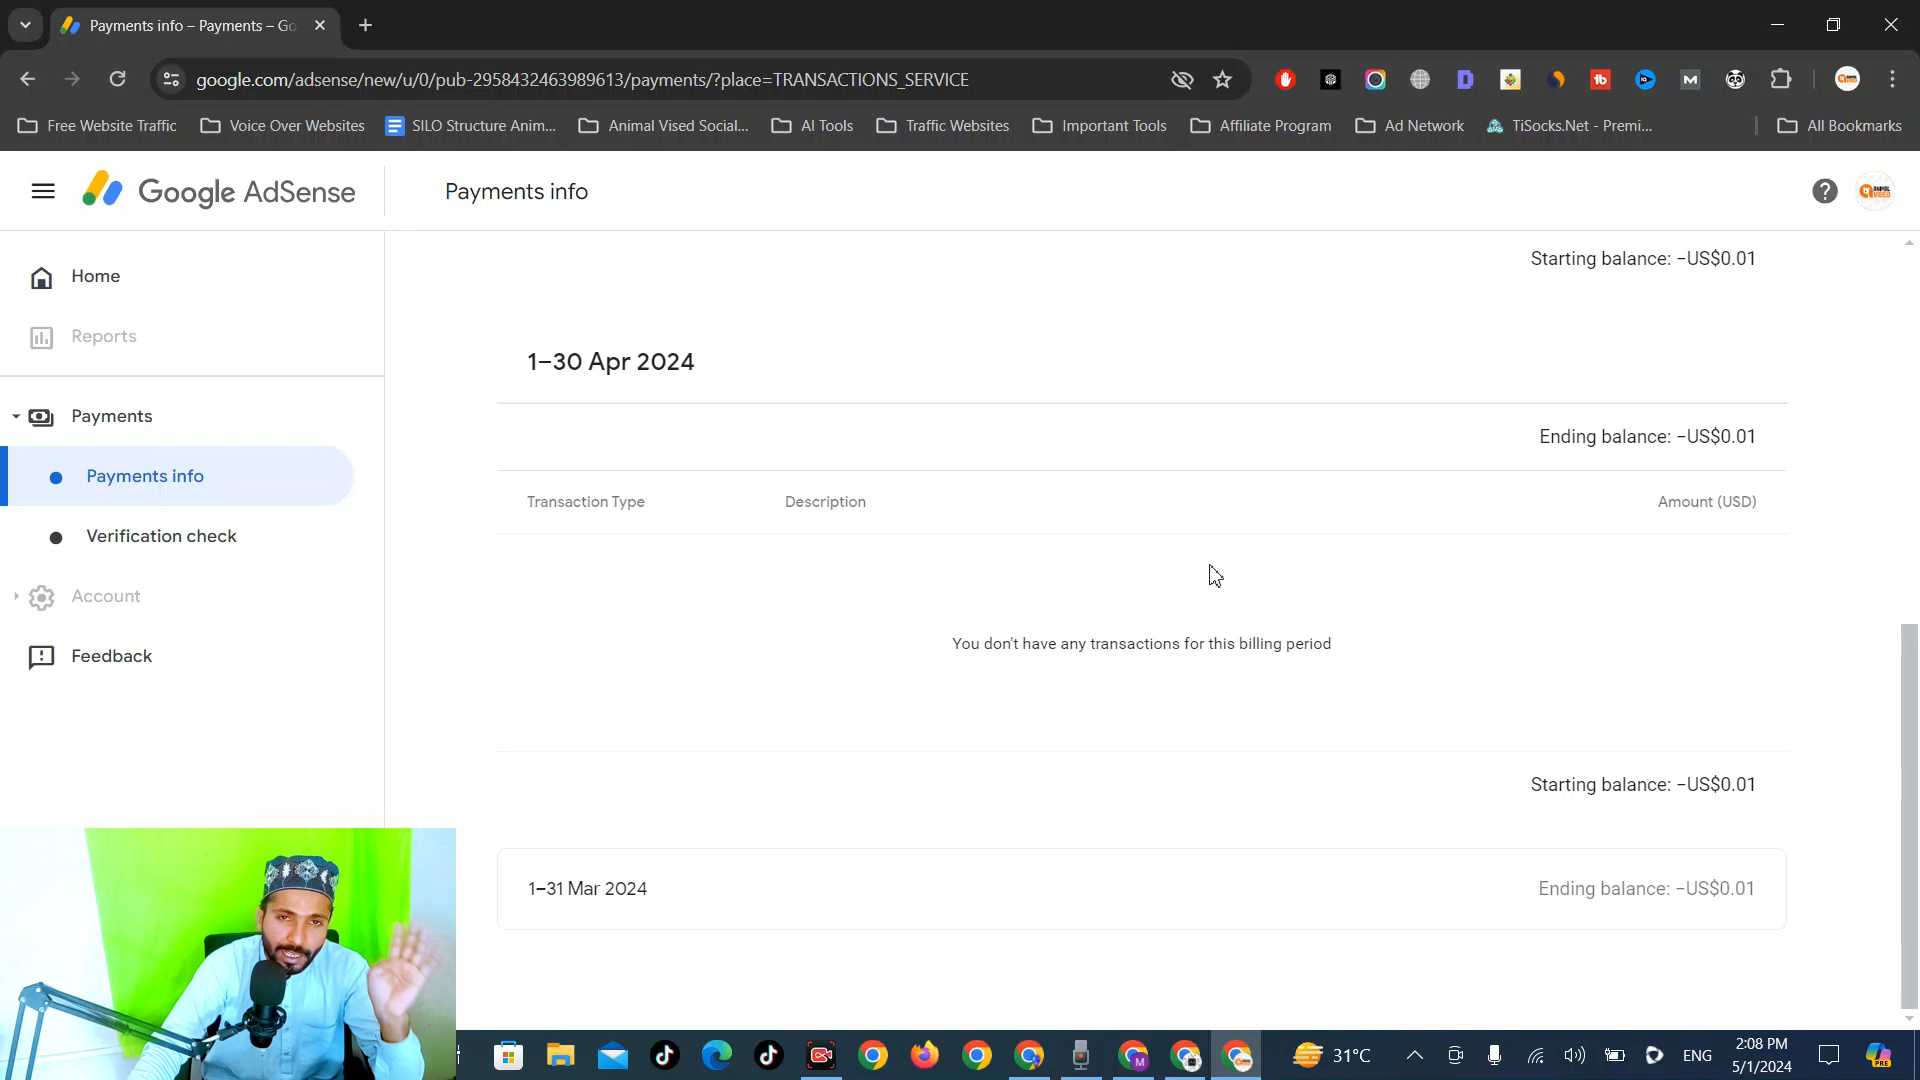 Payments info – Payments – Go
google.com/adsense/new/u/0/pub-2958432463989613/payments/?place=TRANSACTIONS_SERVICE
Free Website Traffic
Voice Over Websites
SILO Structure Anim...
Animal Vised Social...
AI Tools
Traffic Websites
Important Tools
Affiliate Program
Ad Network
TiSocks.Net - Premi...
All Bookmarks
Google AdSense
Payments info
Home
Reports
Payments
Payments info
Verification check
Account
Feedback
Starting balance: −US$0.01
1–30 Apr 2024
Ending balance: −US$0.01
Transaction Type
Description
Amount (USD)
You don't have any transactions for this billing period
Starting balance: −US$0.01
1–31 Mar 2024
Ending balance: −US$0.01
31°C
ENG
2:08 PM
5/1/2024